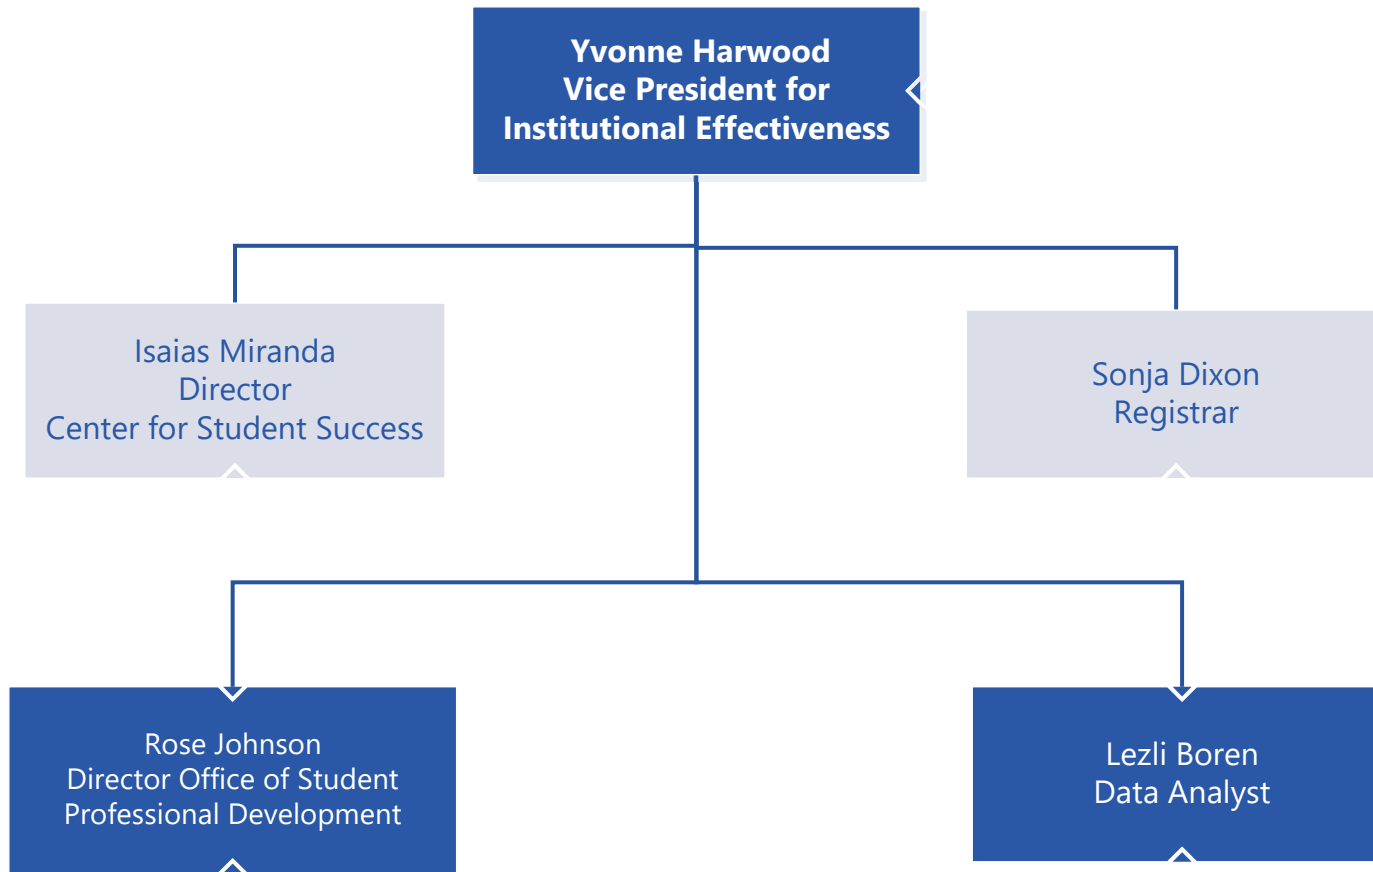 Yvonne Harwood
Vice President for
Institutional Effectiveness
Isaias Miranda
Director
Center for Student Success
Sonja Dixon
Registrar
Rose Johnson
Director Office of Student
Professional Development
Lezli Boren
Data Analyst